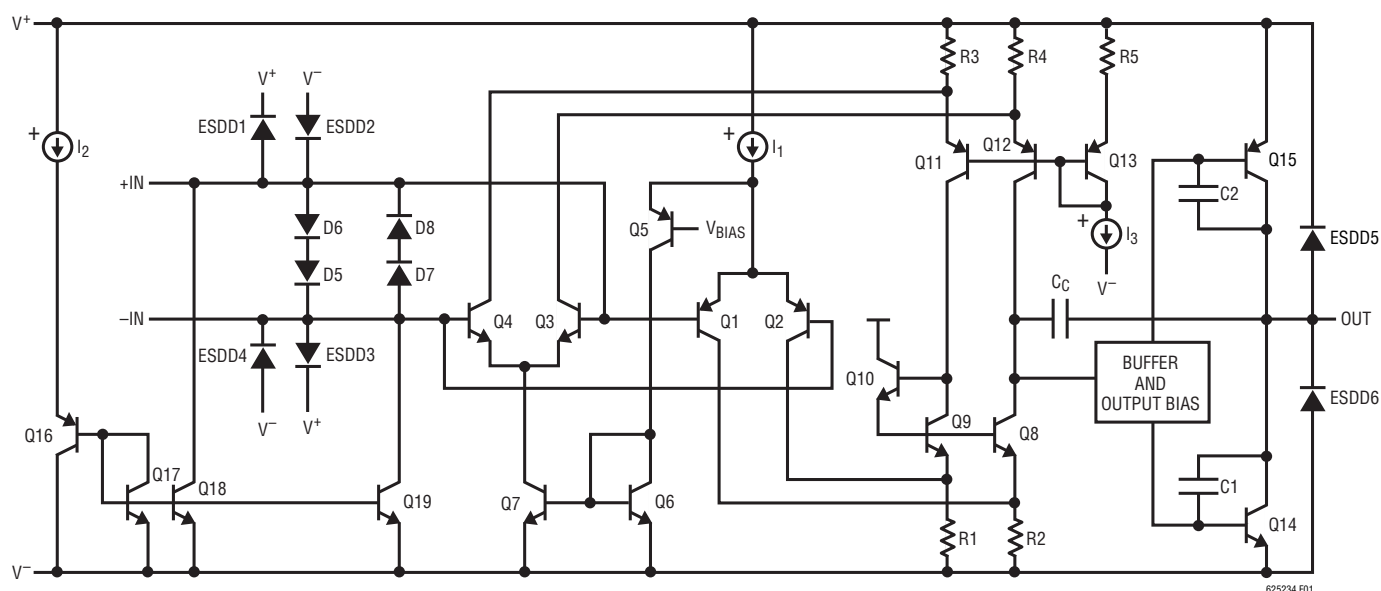 V+
R3
R4
R5
V+
V−
ESDD1
ESDD2
+
I2
+
I1
Q11
Q12
Q13
Q15
+IN
C2
D6
D8
Q5
VBIAS
+
I3
ESDD5
D5
D7
V−
CC
−IN
Q4
Q3
Q1
Q2
OUT
ESDD4
ESDD3
Q10
BUFFER
AND
OUTPUT BIAS
ESDD6
V−
V+
Q16
Q9
Q8
Q17
Q18
Q19
Q7
Q6
C1
Q14
R1
R2
V−
625234 F01